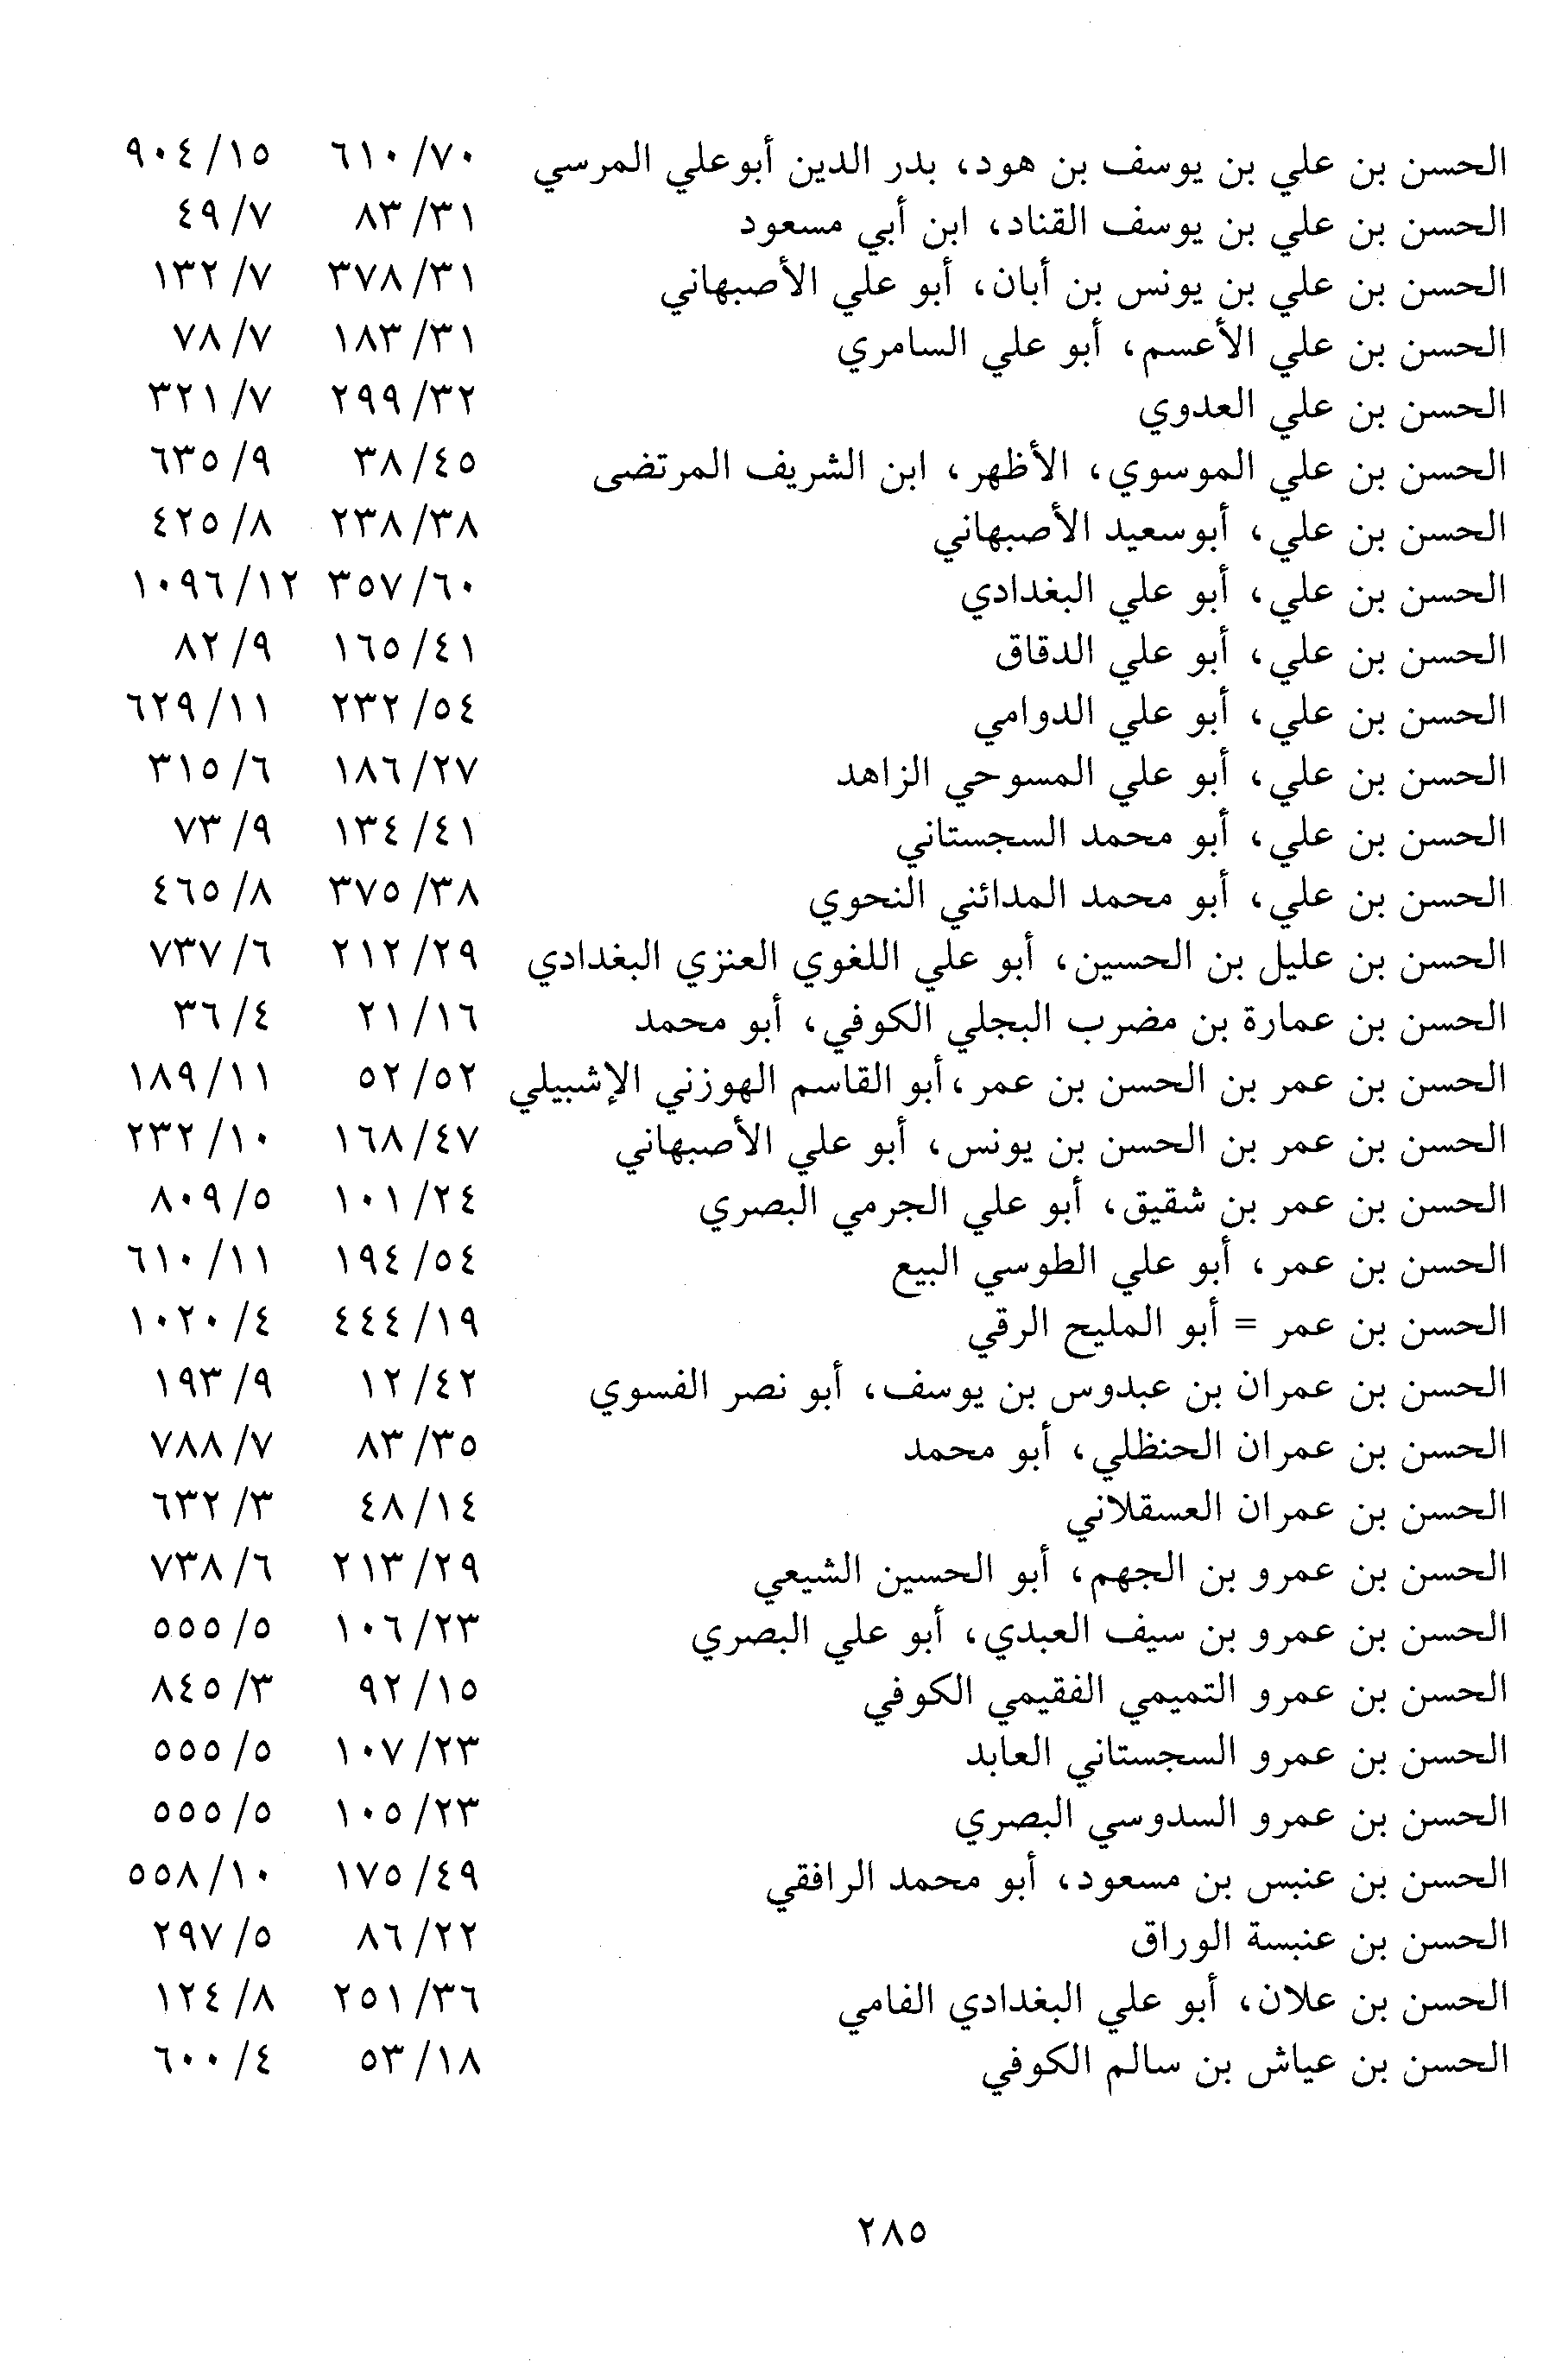 الحسن بن علي بن يوسف بن هود، بدر الدين أبوعلي المرسي ٦١٠/٧٠ ٩٠٤/١٥
الحسن بن علي بن يوسف القناد، ابن أبي مسعود ٨٣/٣١ ٤٩/٧
الحسن بن علي بن يونس بن أبان، أبو علي الأصبهاني ٣٧٨/٣١ ١٣٢/٧
الحسن بن علي الأعسم، أبو علي السامري ١٨٣/٣١ ٧٨/٧
الحسن بن علي العدوي ٢٩٩/٣٢ ٣٢١/٧
الحسن بن علي الموسوي، الأظهر، ابن الشريف المرتضى ٣٨/٤٥ ٦٣٥/٩
الحسن بن علي، أبوسعيد الأصبهاني ٢٣٨/٣٨ ٤٢٥/٨
الحسن بن علي، أبو علي البغدادي ٣٥٧/٦٠ ١٠٩٦/١٢
الحسن بن علي، أبو علي الدقاق ١٦٥/٤١ ٨٢/٩
الحسن بن علي، أبو علي الدوامي ٢٣٢/٥٤ ٦٢٩/١١
الحسن بن علي، أبو علي المسوحي الزاهد ١٨٦/٢٧ ٣١٥/٦
الحسن بن علي، أبو محمد السجستاني ١٣٤/٤١ ٧٣/٩
الحسن بن علي، أبو محمد المدائني النحوي ٣٧٥/٣٨ ٤٦٥/٨
الحسن بن عليل بن الحسين، أبو علي اللغوي العنزي البغدادي ٢١٢/٢٩ ٧٣٧/٦
الحسن بن عمارة بن مضرب البجلي الكوفي، أبو محمد ٢١/١٦ ٣٦/٤
الحسن بن عمر بن الحسن بن عمر،أبو القاسم الهوزني الإشبيلي ٥٢/٥٢ ١٨٩/١١
الحسن بن عمر بن الحسن بن يونس، أبو علي الأصبهاني ١٦٨/٤٧ ٢٣٢/١٠
الحسن بن عمر بن شقيق، أبو علي الجرمي البصري ١٠١/٢٤ ٨٠٩/٥
الحسن بن عمر، أبو علي الطوسي البيع ١٩٤/٥٤ ٦١٠/١١
الحسن بن عمر = أبو المليح الرقي ٤٤٤/١٩ ١٠٢٠/٤
الحسن بن عمران بن عبدوس بن يوسف، أبو نصر الفسوي ١٢/٤٢ ١٩٣/٩
الحسن بن عمران الحنظلي، أبو محمد ٨٣/٣٥ ٧٨٨/٧
الحسن بن عمران العسقلاني ٤٨/١٤ ٦٣٢/٣
الحسن بن عمرو بن الجهم، أبو الحسين الشيعي ٢١٣/٢٩ ٧٣٨/٦
الحسن بن عمرو بن سيف العبدي، أبو علي البصري ١٠٦/٢٣ ٥٥٥/٥
الحسن بن عمرو التميمي الفقيمي الكوفي ٩٢/١٥ ٨٤٥/٣
الحسن بن عمرو السجستاني العابد ١٠٧/٢٣ ٥٥٥/٥
الحسن بن عمرو السدوسي البصري ١٠٥/٢٣ ٥٥٥/٥
الحسن بن عنبس بن مسعود، أبو محمد الرافقي ١٧٥/٤٩ ٥٥٨/١٠
الحسن بن عنبسة الوراق ٨٦/٢٢ ٢٩٧/٥
الحسن بن علان، أبو علي البغدادي الفامي ٢٥١/٣٦ ١٢٤/٨
الحسن بن عياش بن سالم الكوفي ٥٣/١٨ ٦٠٠/٤
٢٨٥